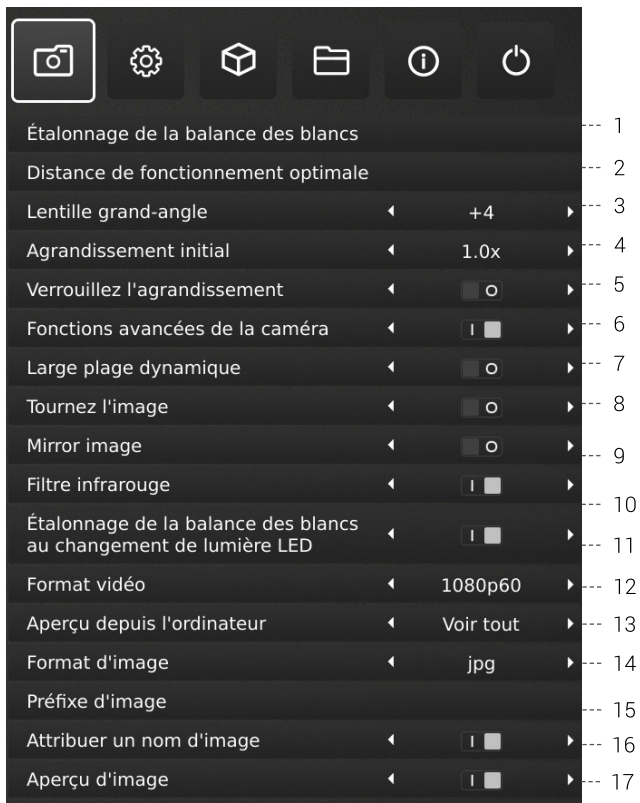 Étalonnage de la balance des blancs 1
Distance de fonctionnement optimale 2
Lentille grand-angle +4 3
Agrandissement initial 1.0x 4
Verrouillez l'agrandissement O 5
Fonctions avancées de la caméra I 6
Large plage dynamique O 7
Tournez l'image O 8
Mirror image O 9
Filtre infrarouge I 10
Étalonnage de la balance des blancs
au changement de lumière LED I 11
Format vidéo 1080p60 12
Aperçu depuis l'ordinateur Voir tout 13
Format d'image jpg 14
Préfixe d'image 15
Attribuer un nom d'image I 16
Aperçu d'image I 17